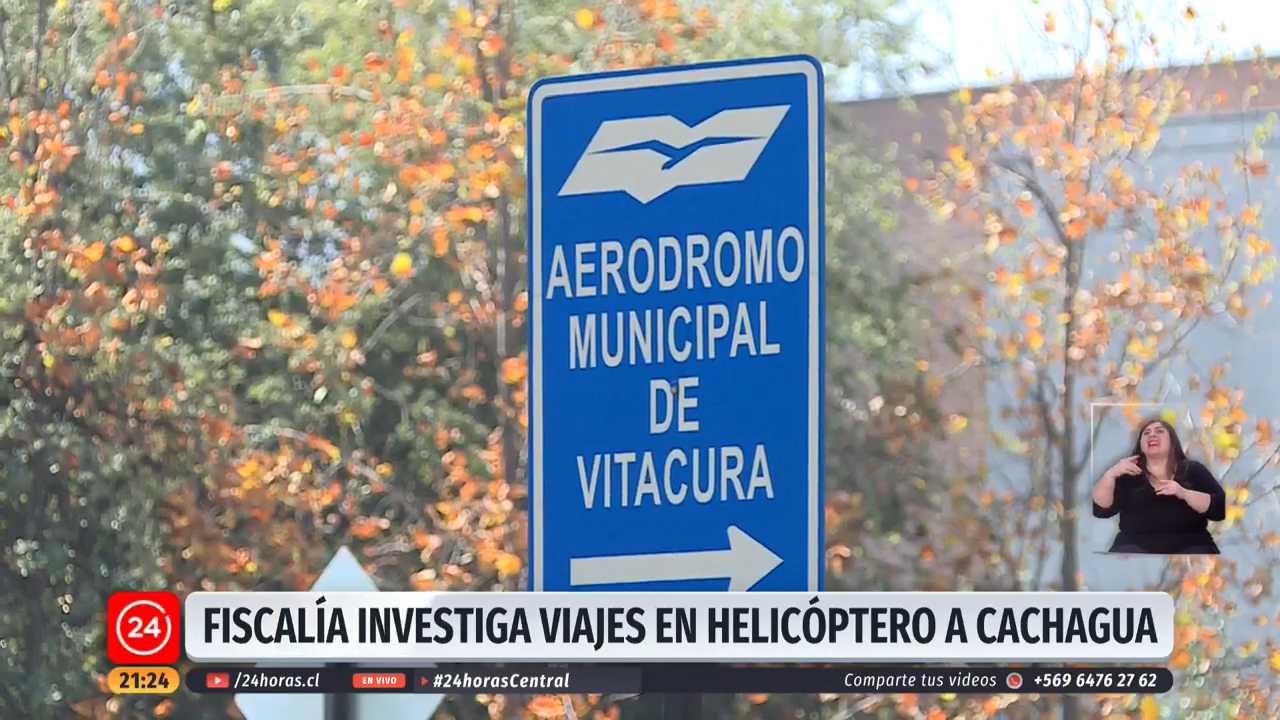 AERODROMO
MUNICIPAL
DE
VITACURA
24
FISCALÍA INVESTIGA VIAJES EN HELICÓPTERO A CACHAGUA
21:24
/24horas.cl
EN VIVO
#24horasCentral
Comparte tus videos
+569 6476 27 62